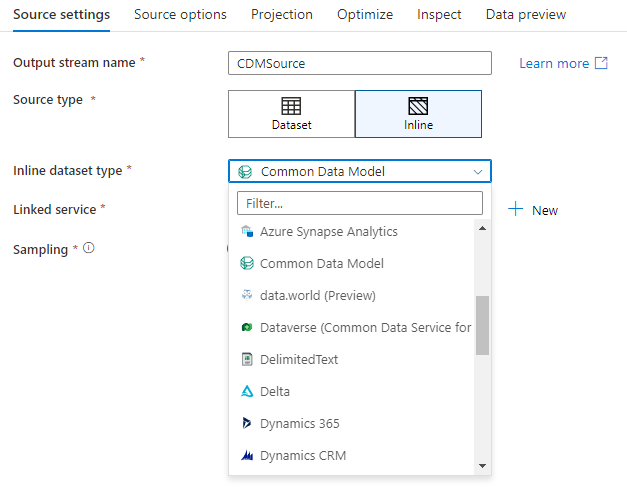 Source settings Source options Projection Optimize Inspect Data preview
Output stream name * CDMSource Learn more
Source type *
Dataset Inline
Inline dataset type * Common Data Model
Filter...
Linked service * New
Azure Synapse Analytics
Sampling *
Common Data Model
data.world (Preview)
Dataverse (Common Data Service for
DelimitedText
Delta
Dynamics 365
Dynamics CRM